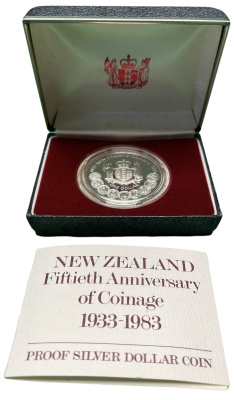 NEW ZEALAND
Fiftieth Anniversary
of Coinage
1933-1983
PROOF SILVER DOLLAR COIN